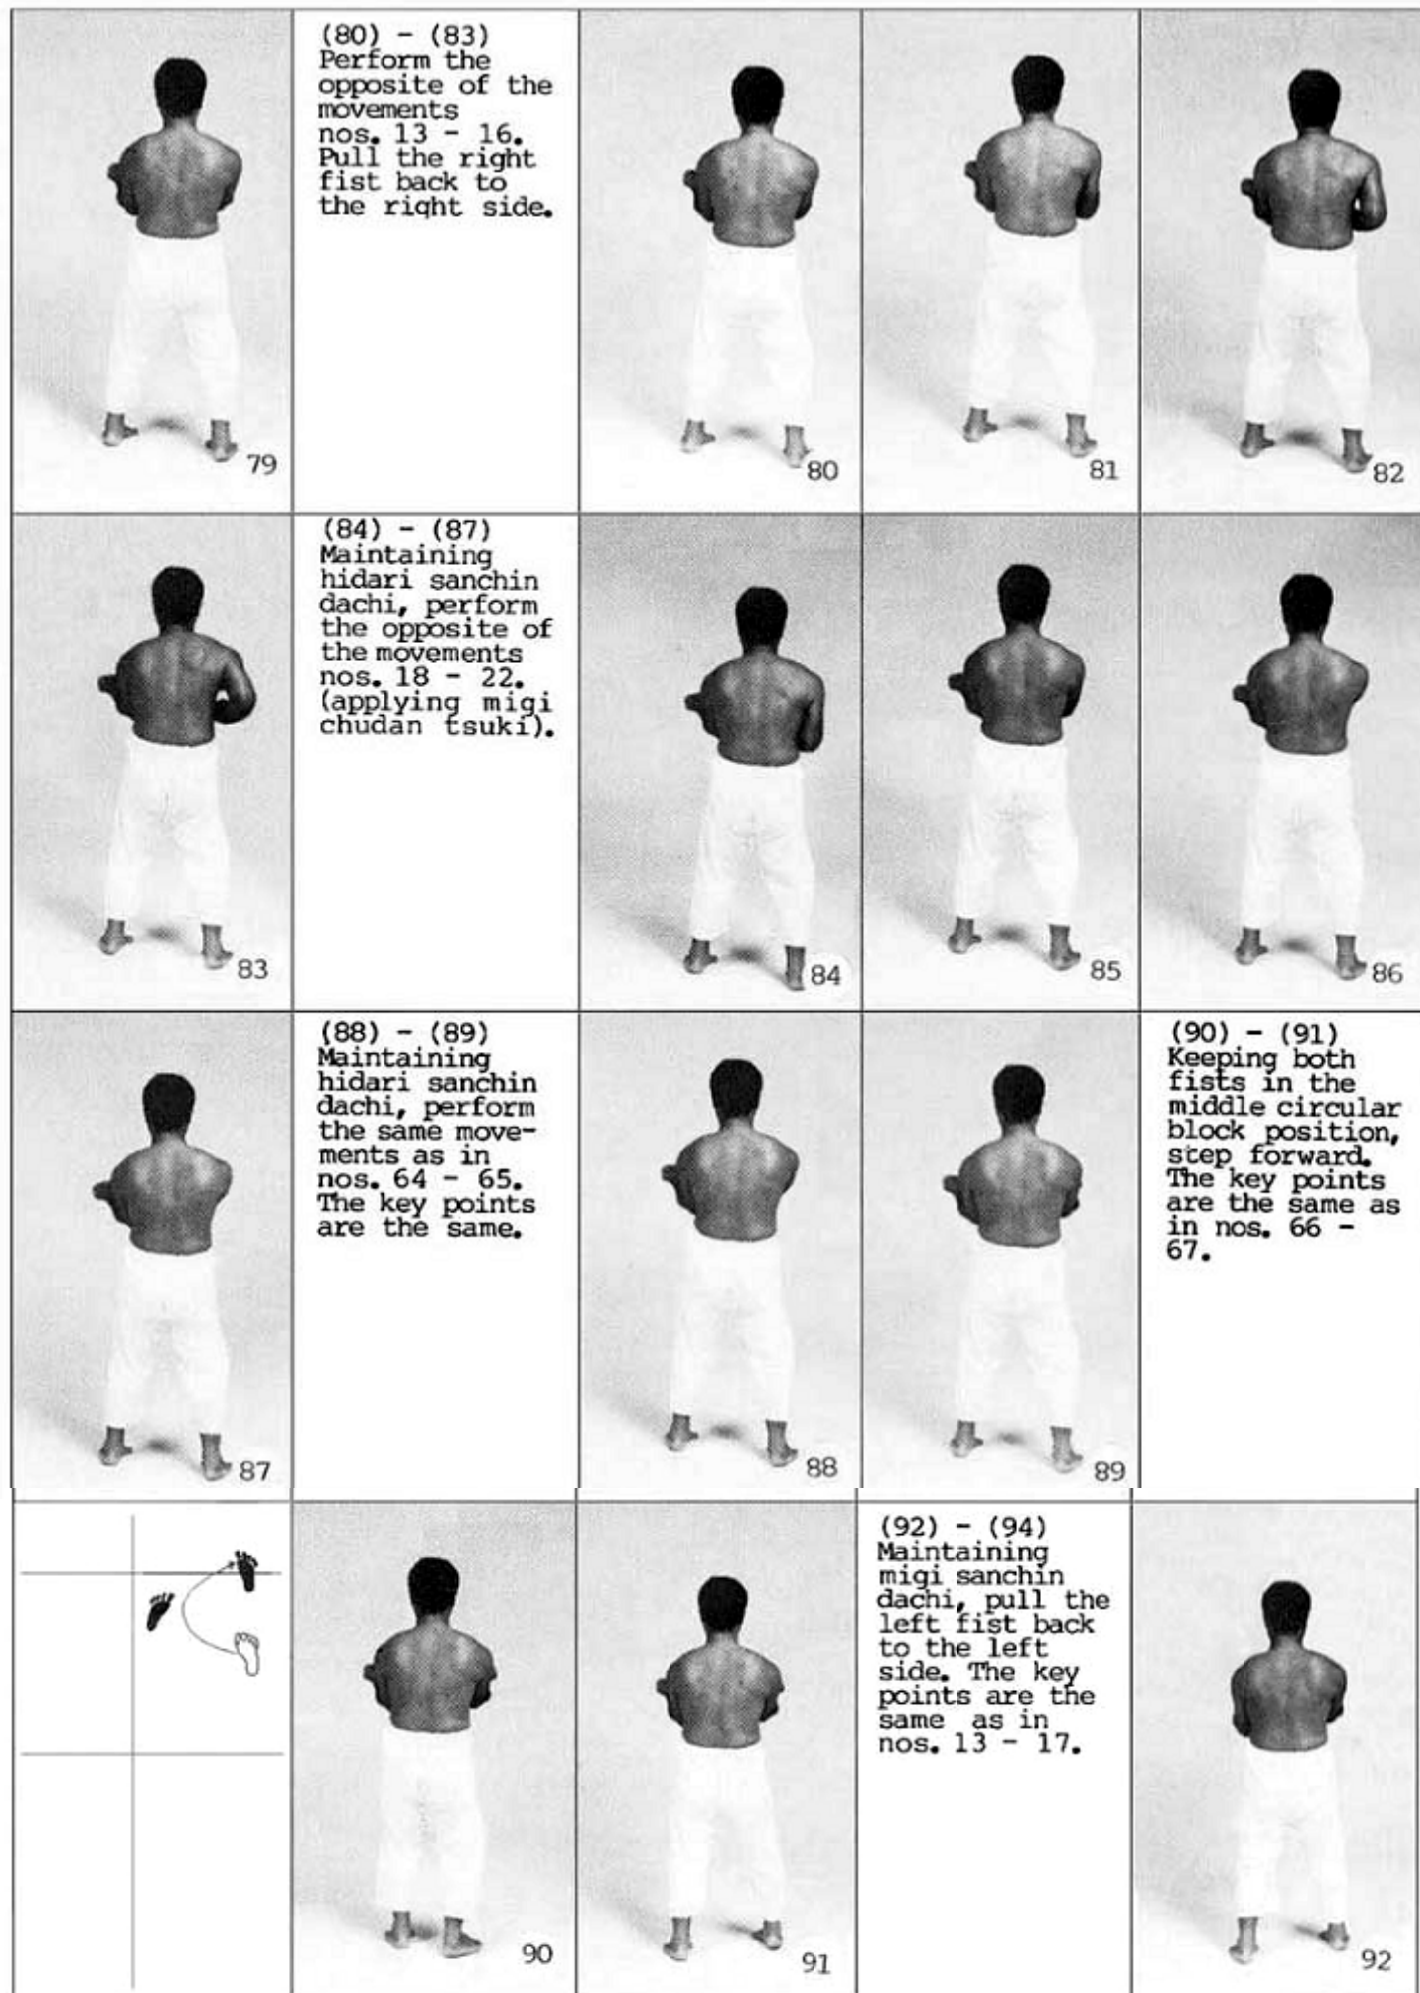 (80) - (83)
Perform the
opposite of the
movements
nos. 13 - 16.
Pull the right
fist back to
the right side.
79
80
81
82
(84) - (87)
Maintaining
hidari sanchin
dachi, perform
the opposite of
the movements
nos. 18 - 22.
(applying migi
chudan tsuki).
83
84
85
86
(88) - (89)
Maintaining
hidari sanchin
dachi, perform
the same move-
ments as in
nos. 64 - 65.
The key points
are the same.
(90) - (91)
Keeping both
fists in the
middle circular
block position,
step forward.
The key points
are the same as
in nos. 66 -
67.
87
88
89
(92) - (94)
Maintaining
migi sanchin
dachi, pull the
left fist back
to the left
side. The key
points are the
same as in
nos. 13 - 17.
90
91
92